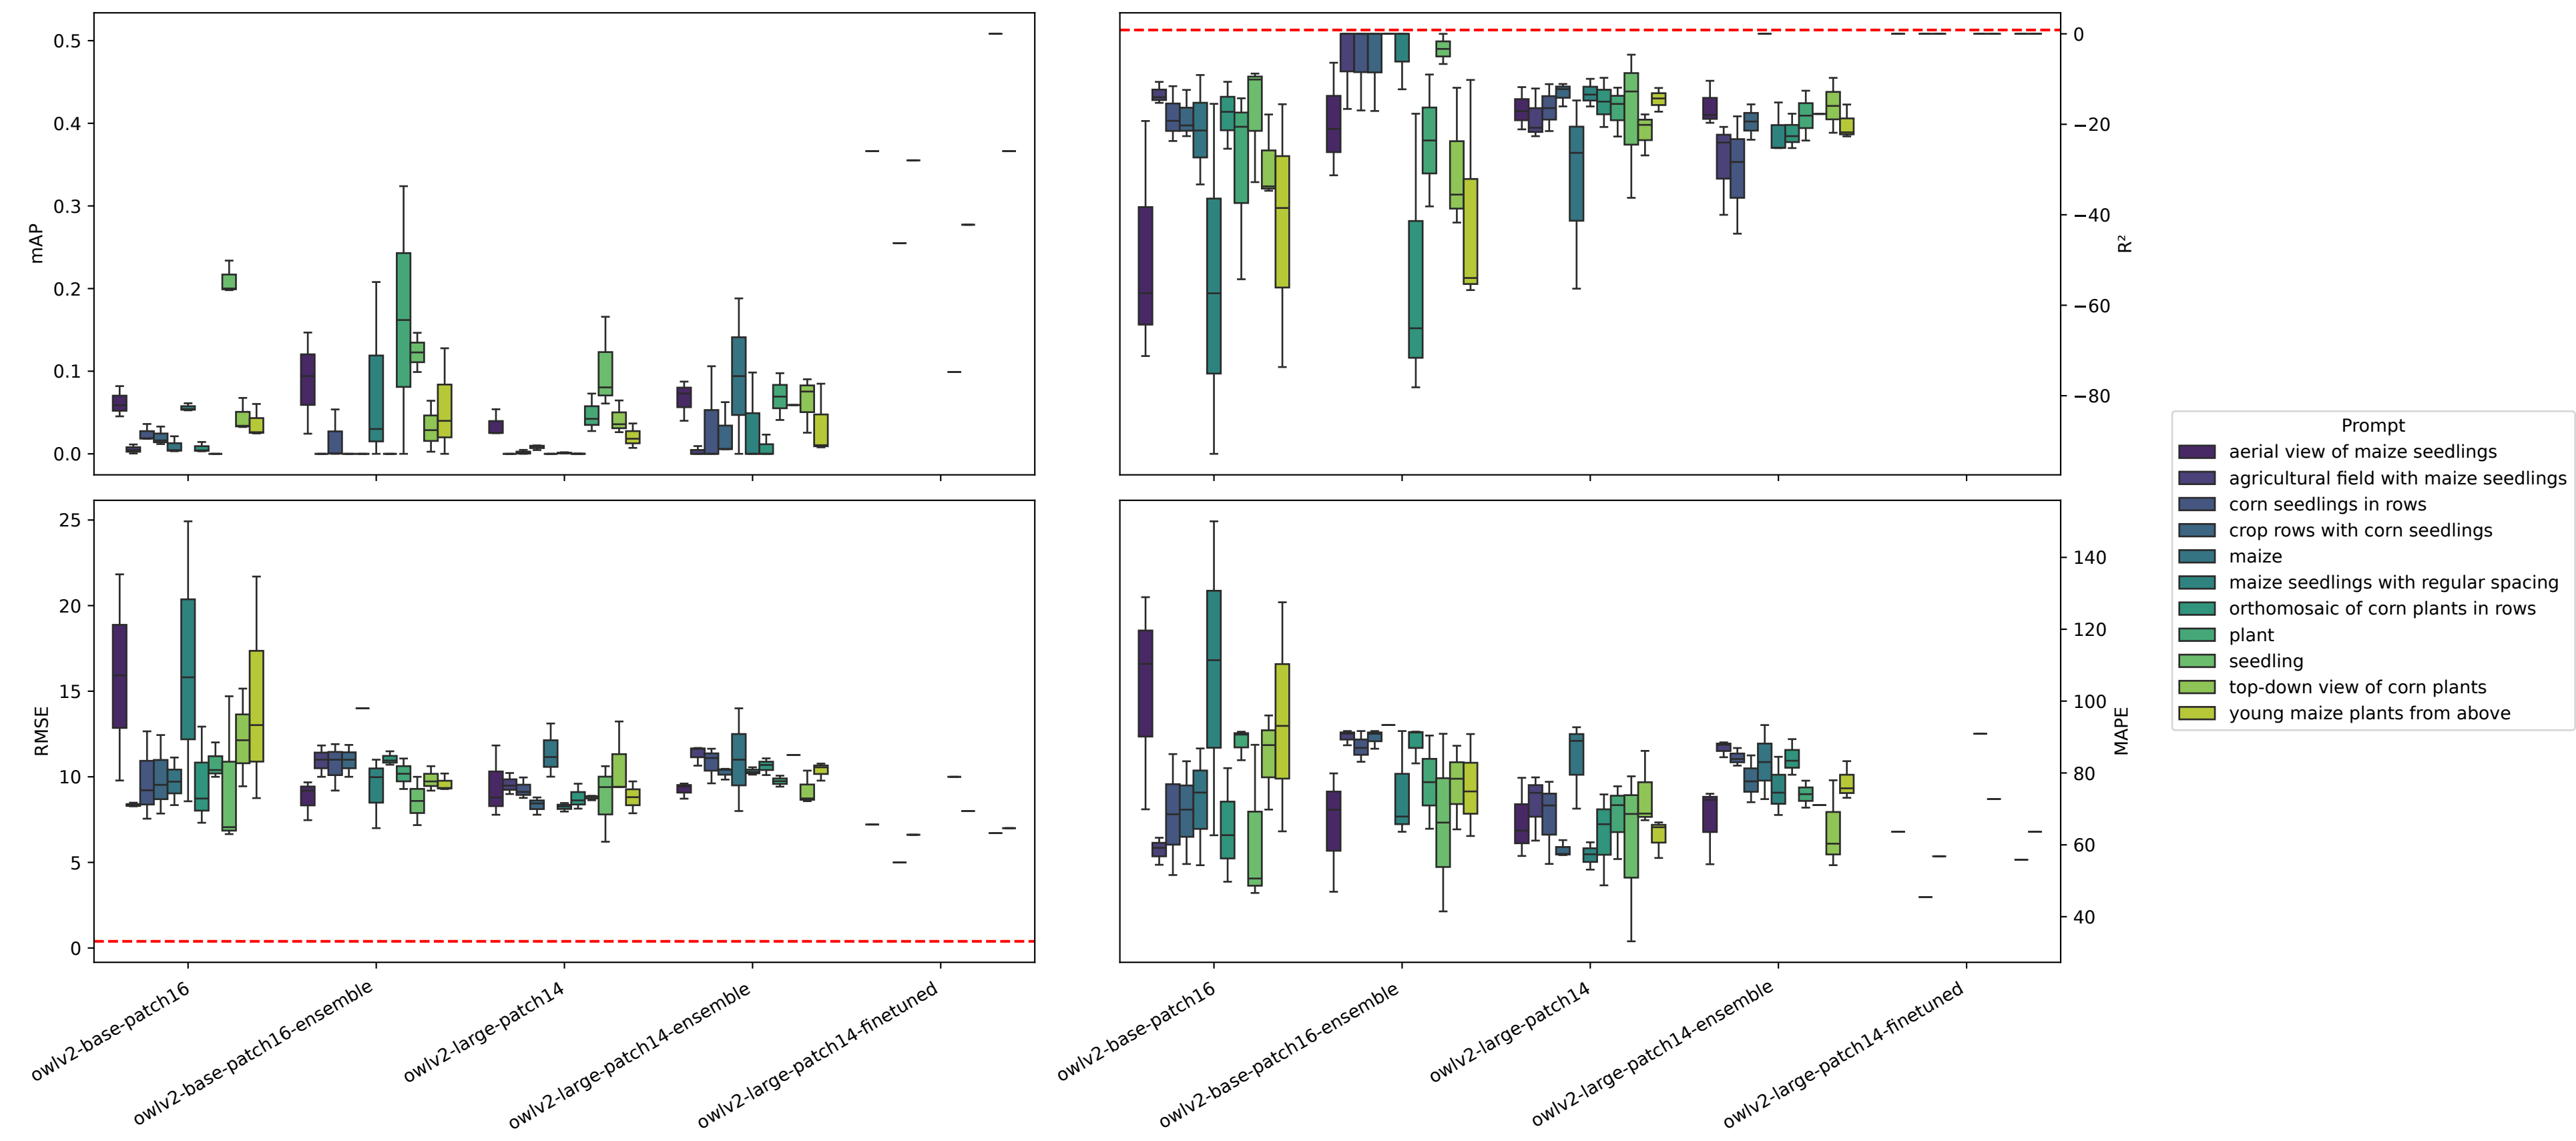 mAP
0.5
0.4
0.3
0.2
0.1
0.0
R²
0
−20
−40
−60
−80
RMSE
25
20
15
10
5
0
MAPE
140
120
100
80
60
40
owlv2-base-patch16
owlv2-base-patch16-ensemble
owlv2-large-patch14
owlv2-large-patch14-ensemble
owlv2-large-patch14-finetuned
owlv2-base-patch16
owlv2-base-patch16-ensemble
owlv2-large-patch14
owlv2-large-patch14-ensemble
owlv2-large-patch14-finetuned
Prompt
aerial view of maize seedlings
agricultural field with maize seedlings
corn seedlings in rows
crop rows with corn seedlings
maize
maize seedlings with regular spacing
orthomosaic of corn plants in rows
plant
seedling
top-down view of corn plants
young maize plants from above